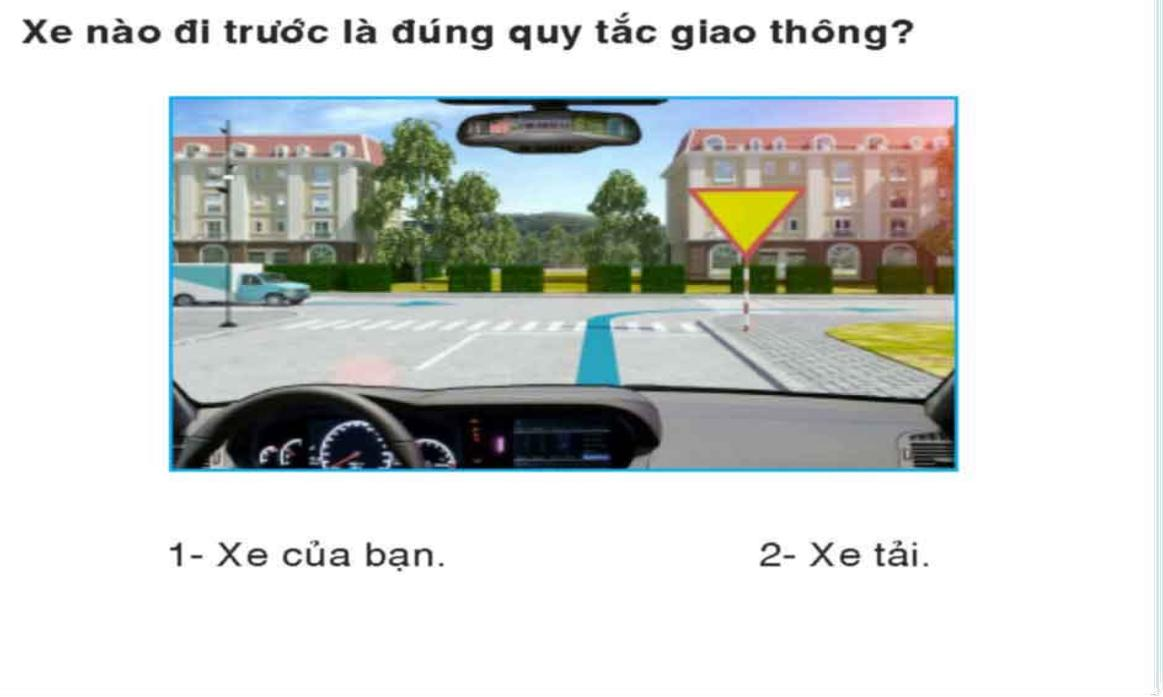 Xe nào đi trước là đúng quy tắc giao thông?
1- Xe của bạn.
2- Xe tải.